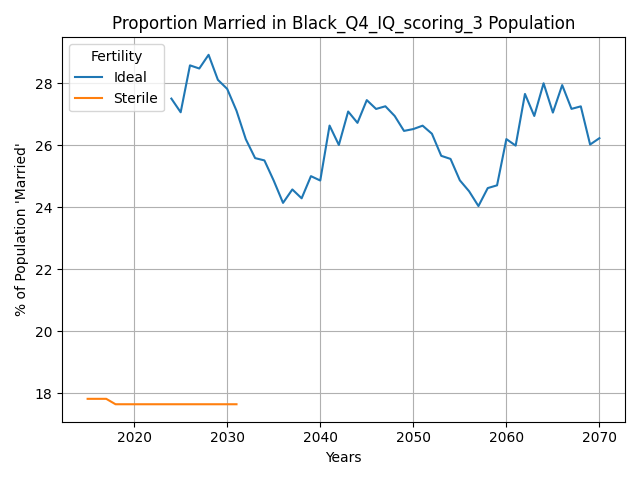 Proportion Married in Black_Q4_IQ_scoring_3 Population
Fertility
Ideal
Sterile
28
26
24
22
20
18
% of Population 'Married'
2020 2030 2040 2050 2060 2070
Years